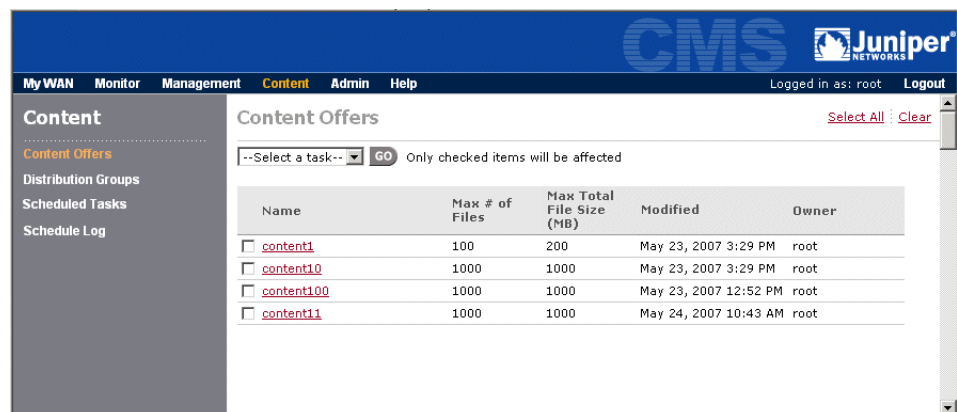 CMS
Juniper®
NETWORKS
My WAN Monitor Management Content Admin Help Logged in as: root Logout
Content
Content Offers
Distribution Groups
Scheduled Tasks
Schedule Log
Content Offers Select All Clear
--Select a task-- GO Only checked items will be affected
Name Max # of Files Max Total File Size (MB) Modified Owner
content1 100 200 May 23, 2007 3:29 PM root
content10 1000 1000 May 23, 2007 3:29 PM root
content100 1000 1000 May 23, 2007 12:52 PM root
content11 1000 1000 May 24, 2007 10:43 AM root